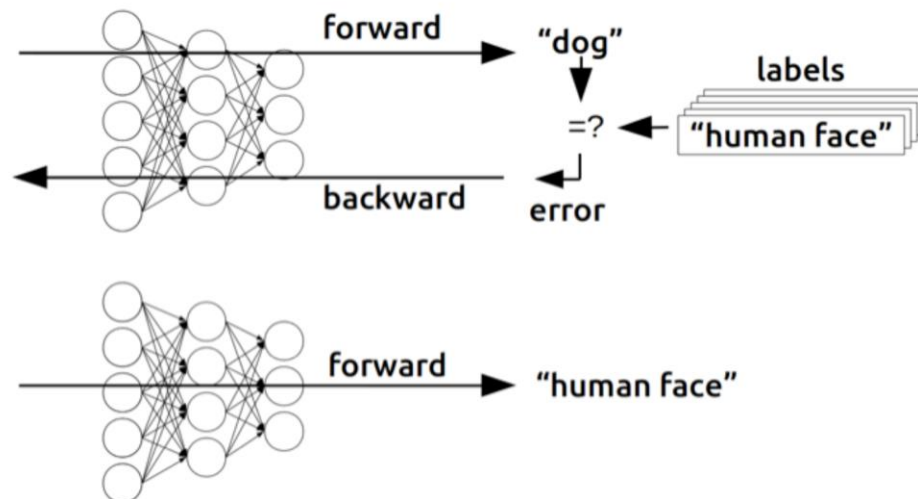 forward
“dog”
labels
=?
“human face”
backward
error
forward
“human face”